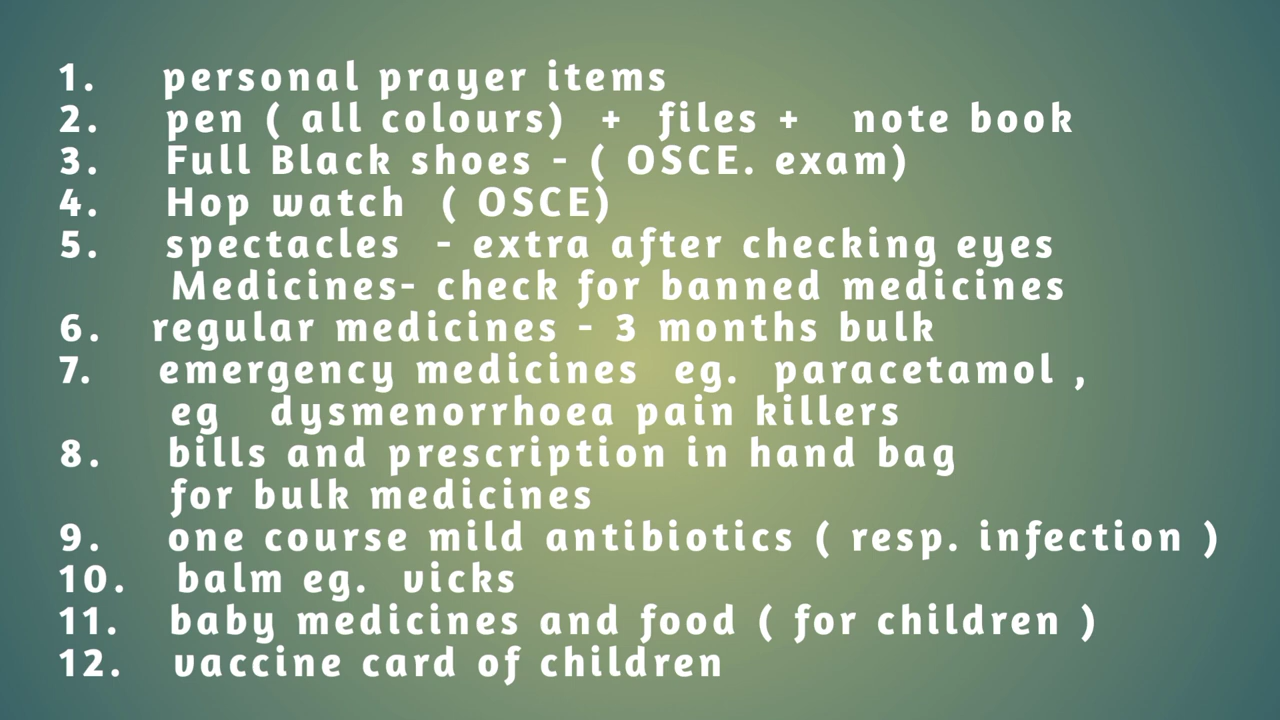 1. personal prayer items
2. pen ( all colours) + files + note book
3. Full Black shoes - ( OSCE. exam)
4. Hop watch ( OSCE)
5. spectacles - extra after checking eyes
Medicines- check for banned medicines
6. regular medicines - 3 months bulk
7. emergency medicines eg. paracetamol ,
eg dysmenorrhoea pain killers
8. bills and prescription in hand bag
for bulk medicines
9. one course mild antibiotics ( resp. infection )
10. balm eg. vicks
11. baby medicines and food ( for children )
12. vaccine card of children